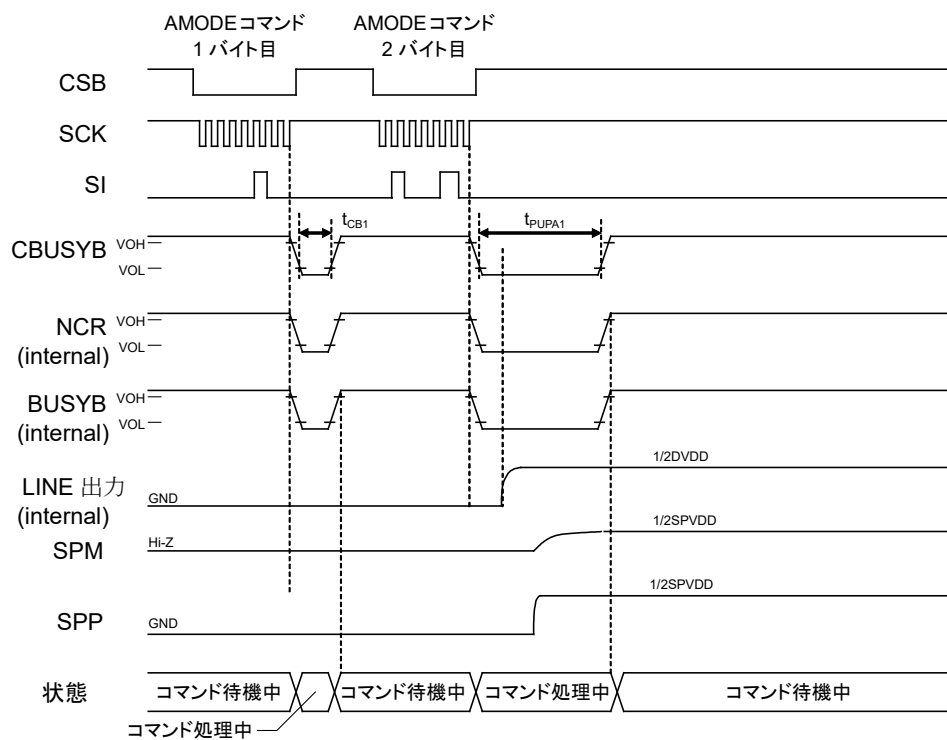 AMODEコマンド
1 バイト目
AMODEコマンド
2 バイト目
CSB
SCK
SI
tCB1
tPUPA1
CBUSYB
VOH
VOL
NCR
(internal)
VOH
VOL
BUSYB
(internal)
VOH
VOL
LINE 出力
(internal)
GND
1/2DVDD
SPM
Hi-Z
1/2SPVDD
SPP
GND
1/2SPVDD
状態
コマンド待機中
コマンド待機中
コマンド処理中
コマンド待機中
コマンド処理中